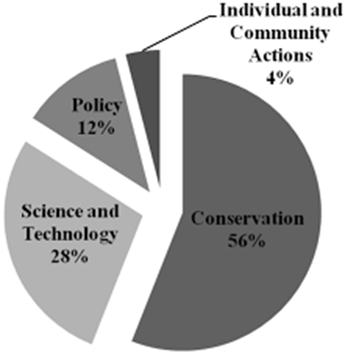 Individual and
Community
Actions
4%
Policy
12%
Science and
Technology
28%
Conservation
56%